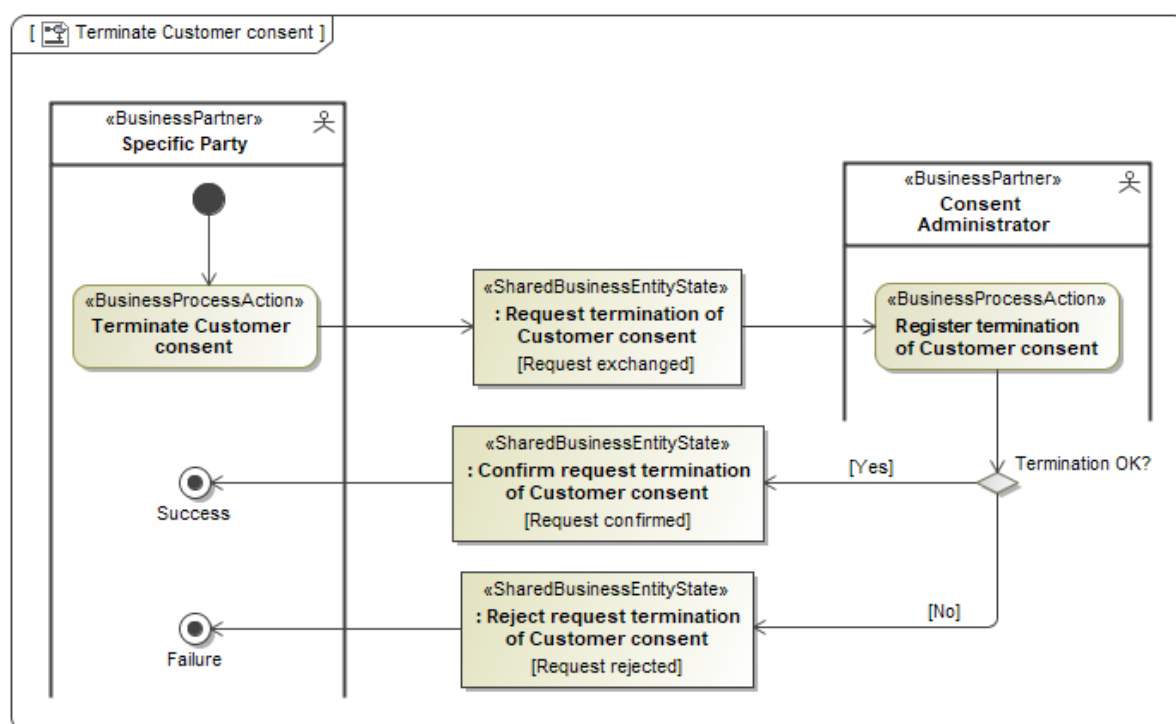 [ Terminate Customer consent ]
«BusinessPartner»
Specific Party
«BusinessPartner»
Consent
Administrator
«BusinessProcessAction»
Terminate Customer
consent
«SharedBusinessEntityState»
: Request termination of
Customer consent
[Request exchanged]
«BusinessProcessAction»
Register termination
of Customer consent
Termination OK?
[Yes]
«SharedBusinessEntityState»
: Confirm request termination
of Customer consent
[Request confirmed]
Success
[No]
«SharedBusinessEntityState»
: Reject request termination
of Customer consent
[Request rejected]
Failure